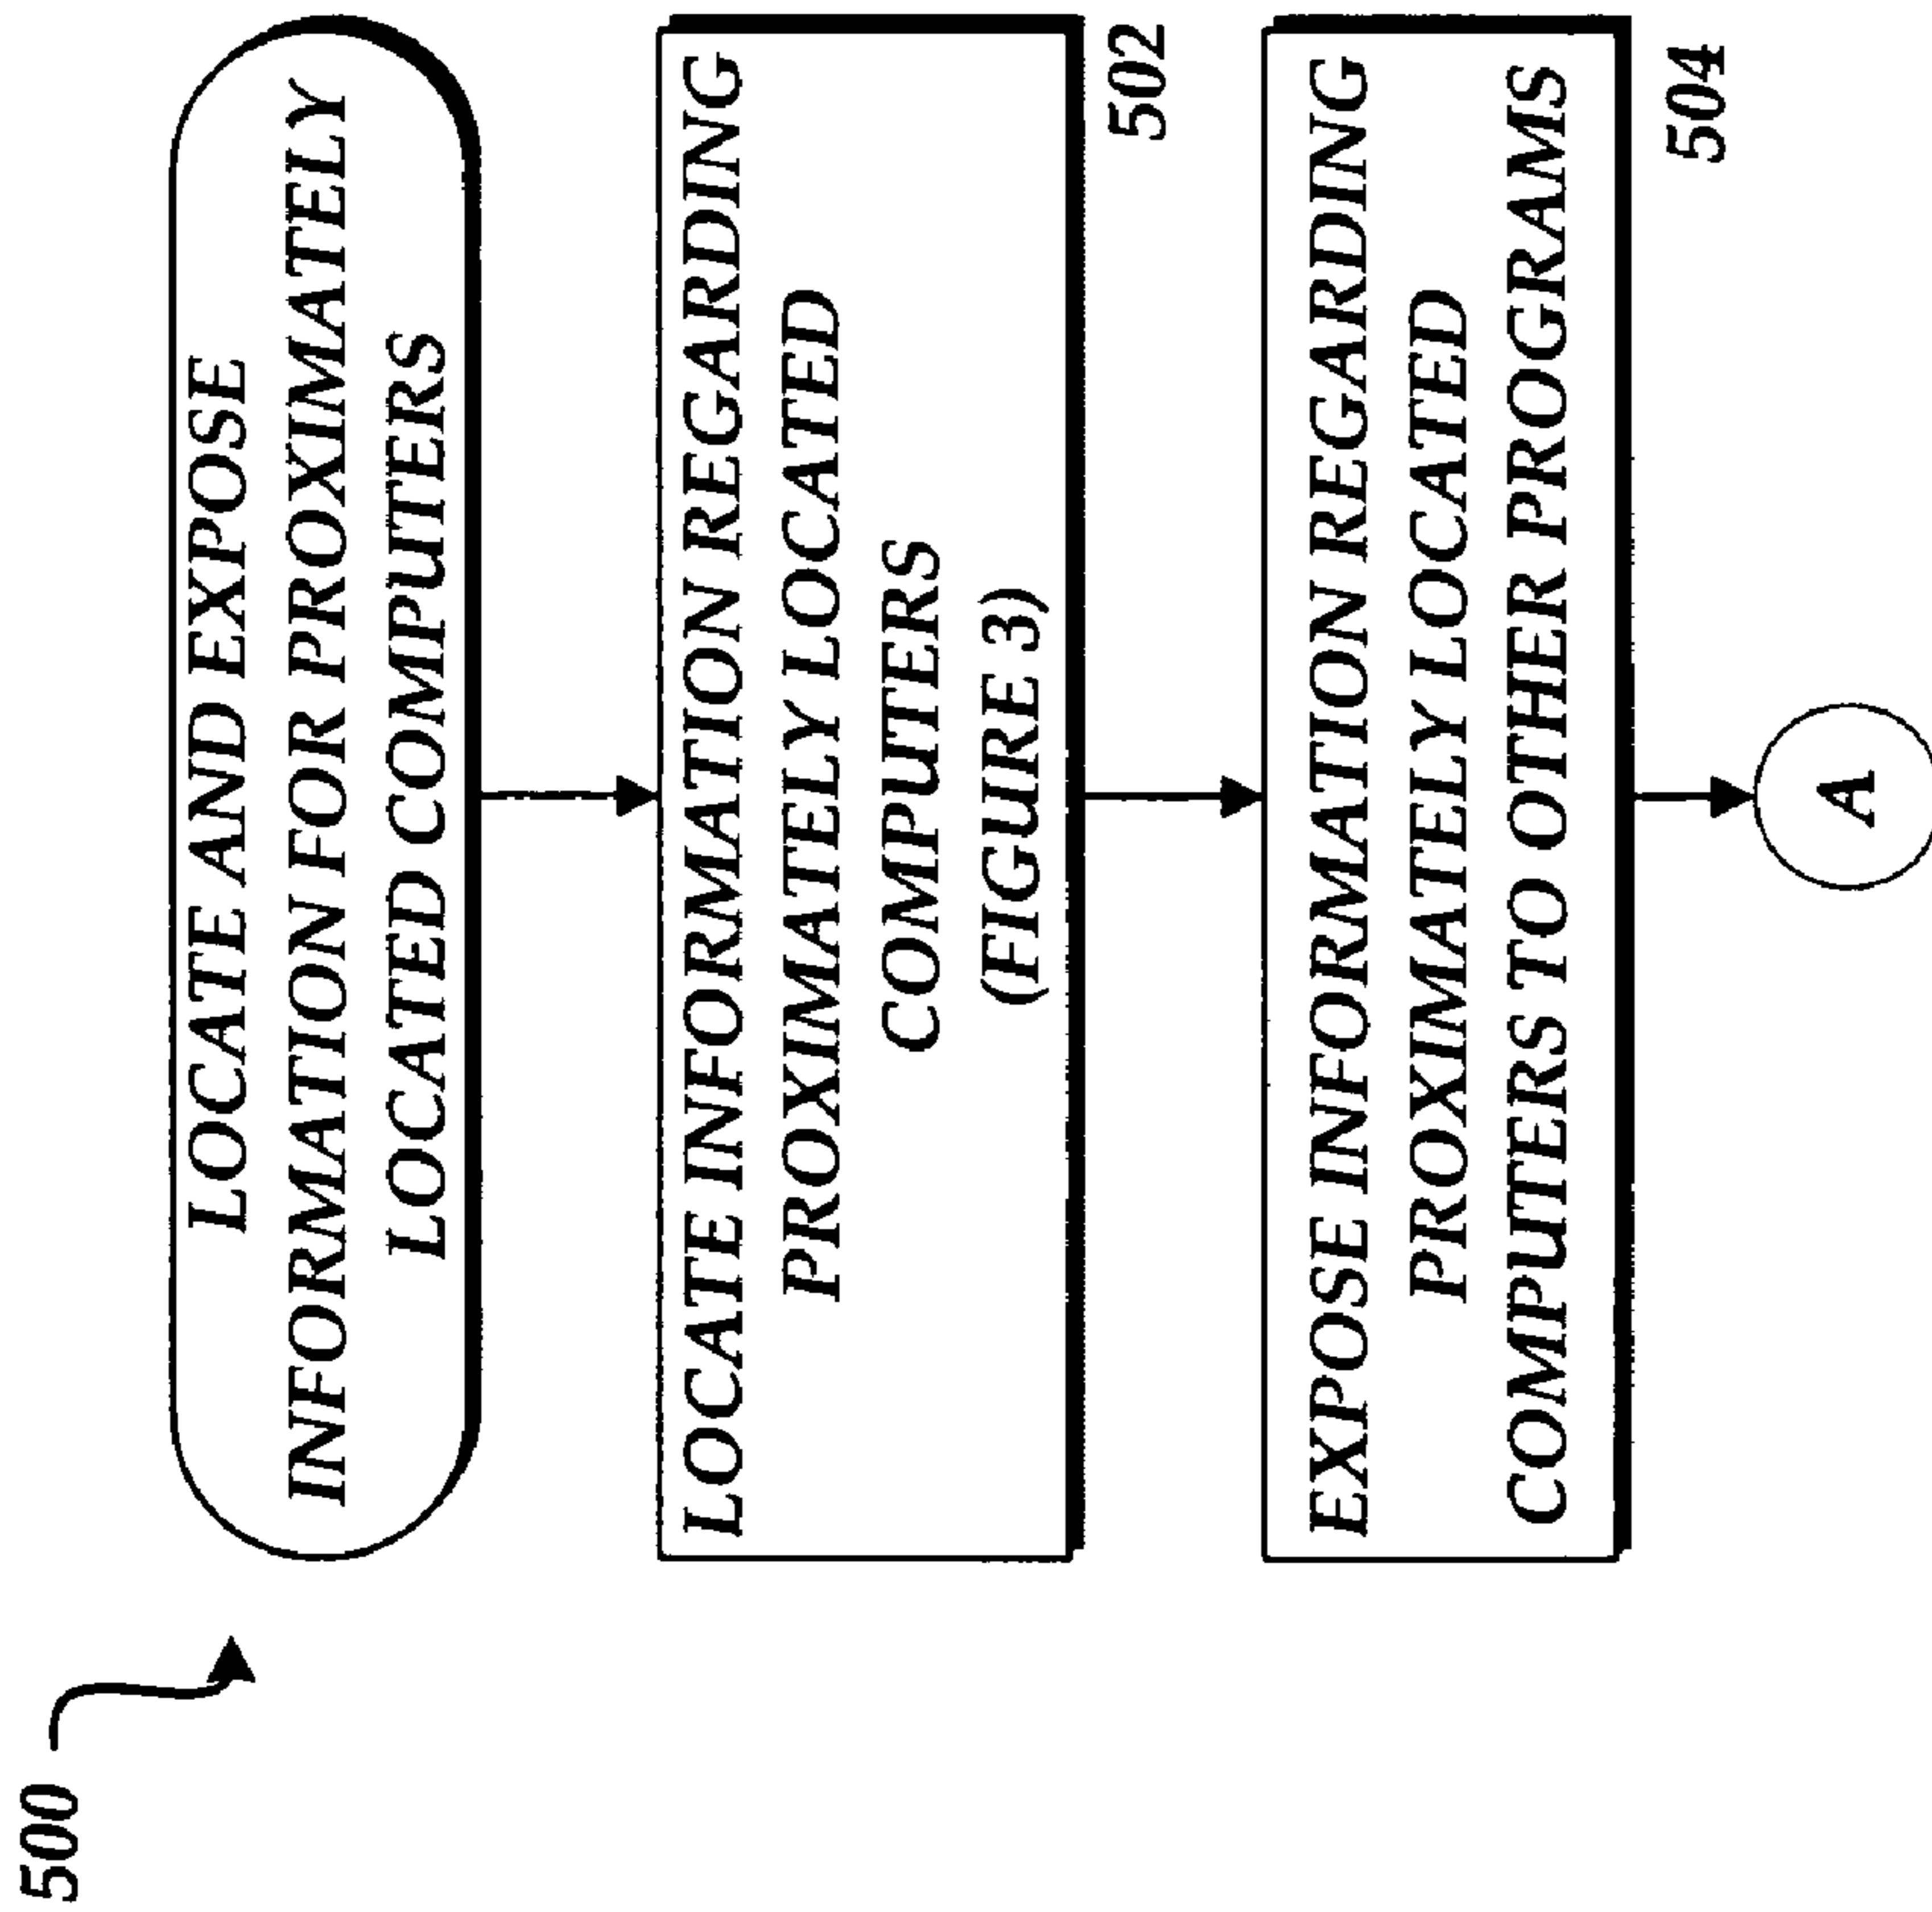 500
LOCATE AND EXPOSE
INFORMATION FOR PROXIMATELY
LOCATED COMPUTERS
LOCATE INFORMATION REGARDING
PROXIMATELY LOCATED
COMPUTERS
(FIGURE 3)
502
EXPOSE INFORMATION REGARDING
PROXIMATELY LOCATED
COMPUTERS TO OTHER PROGRAMS
504
A